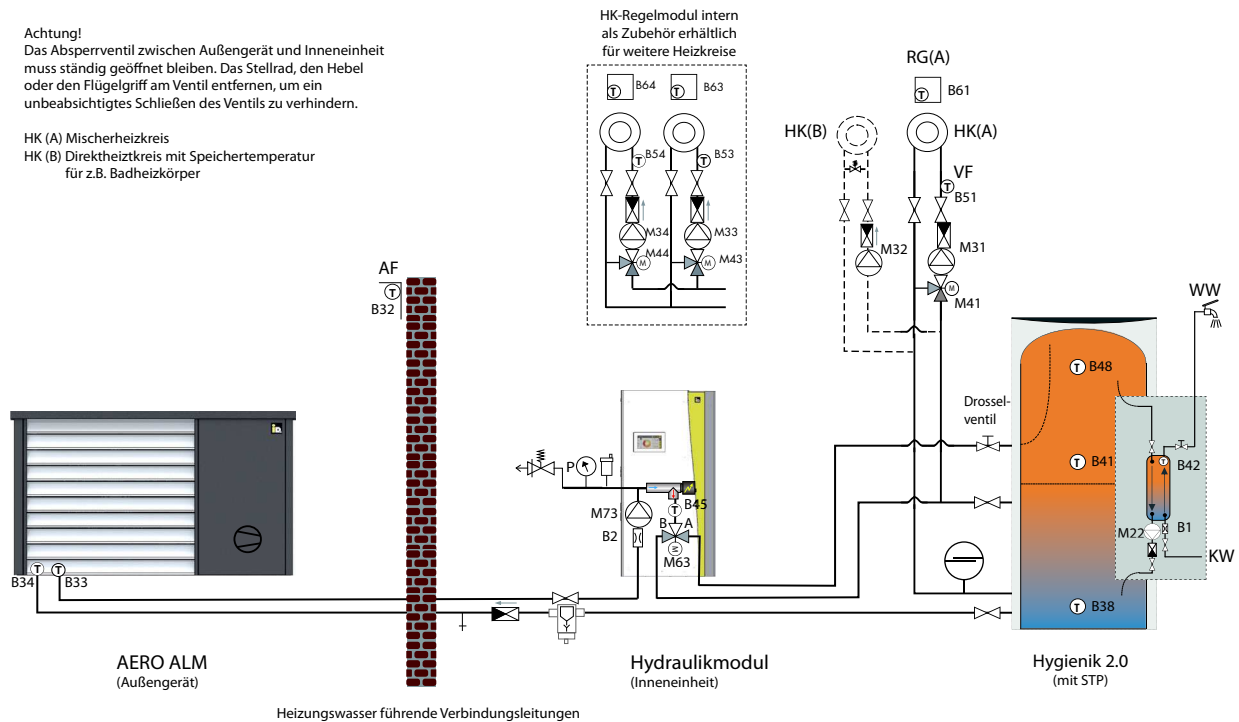 Achtung!
Das Absperrventil zwischen Außengerät und Inneneinheit
muss ständig geöffnet bleiben. Das Stellrad, den Hebel
oder den Flügelgriff am Ventil entfernen, um ein
unbeabsichtigtes Schließen des Ventils zu verhindern.
HK (A) Mischerheizkreis
HK (B) Direktheiztkreis mit Speichertemperatur
für z.B. Badheizkörper
HK-Regelmodul intern
als Zubehör erhältlich
für weitere Heizkreise
T B64
T B63
T B54
T B53
M34
M33
M44
M
M43
M
RG(A)
T B61
HK(B)
HK(A)
VF
T
B51
M32
M31
M
M41
AF
T
B32
WW
T B48
Drossel-
ventil
T B41
T B42
M22
B1
KW
T B38
P
M73
B2
T B45
B A
M
M63
B34 T
T B33
AERO ALM
(Außengerät)
Hydraulikmodul
(Inneneinheit)
Hygienik 2.0
(mit STP)
Heizungswasser führende Verbindungsleitungen